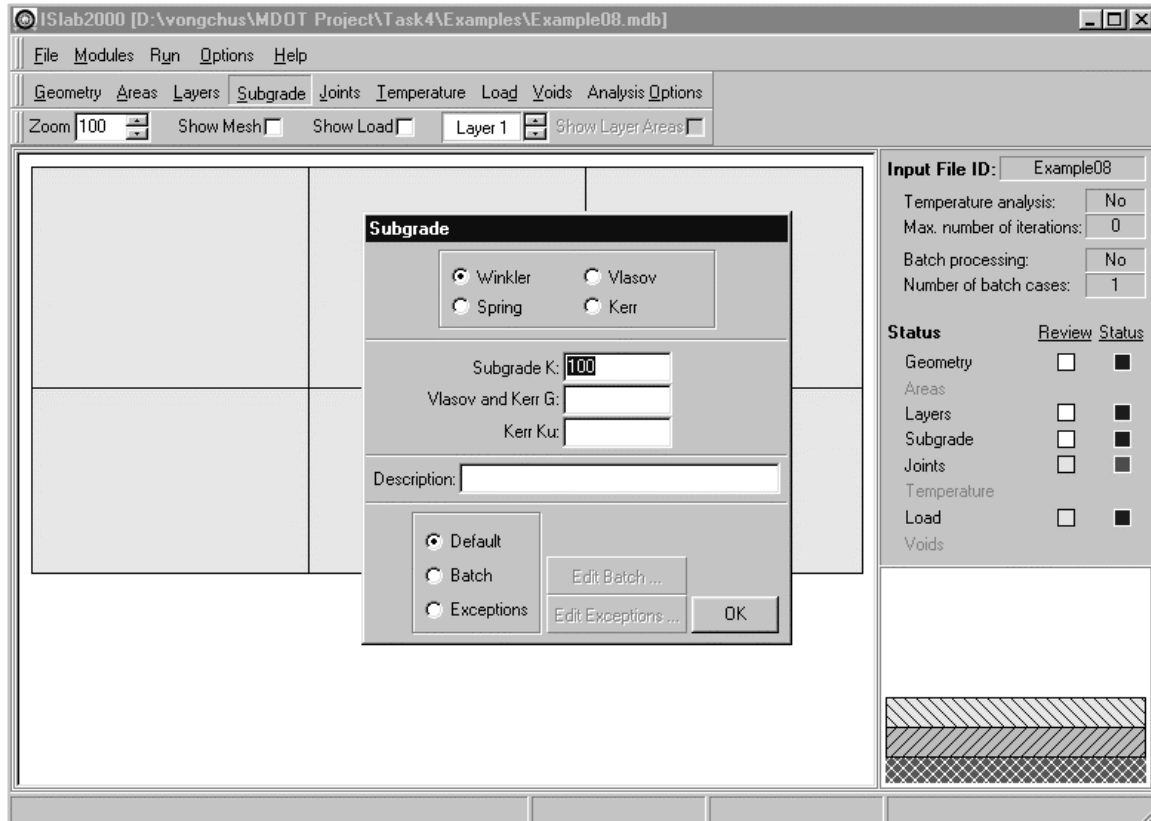 ISlab2000 [D:\vongchus\MDOT Project\Task4\Examples\Example08.mdb]
File Modules Run Options Help
Geometry Areas Layers Subgrade Joints Temperature Load Voids Analysis Options
Zoom 100 Show Mesh Show Load Layer 1 Show Layer Areas
Subgrade
Winkler Vlasov
Spring Kerr
Subgrade K: 100
Vlasov and Kerr G:
Kerr Ku:
Description:
Default
Batch Edit Batch ...
Exceptions Edit Exceptions ... OK
Input File ID: Example08
Temperature analysis: No
Max. number of iterations: 0
Batch processing: No
Number of batch cases: 1
Status Review Status
Geometry
Areas
Layers
Subgrade
Joints
Temperature
Load
Voids